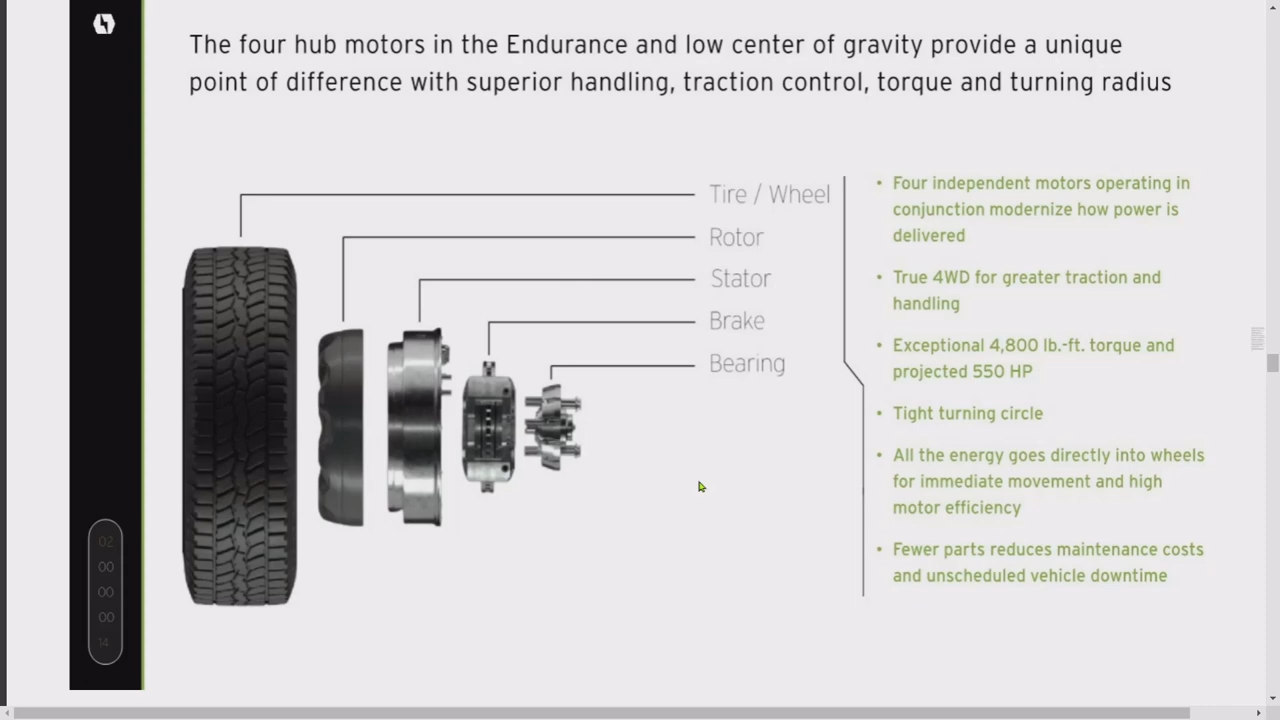 The four hub motors in the Endurance and low center of gravity provide a unique
point of difference with superior handling, traction control, torque and turning radius
Tire / Wheel
Rotor
Stator
Brake
Bearing
• Four independent motors operating in
conjunction modernize how power is
delivered
• True 4WD for greater traction and
handling
• Exceptional 4,800 lb.-ft. torque and
projected 550 HP
• Tight turning circle
• All the energy goes directly into wheels
for immediate movement and high
motor efficiency
• Fewer parts reduces maintenance costs
and unscheduled vehicle downtime
02
00
00
00
14